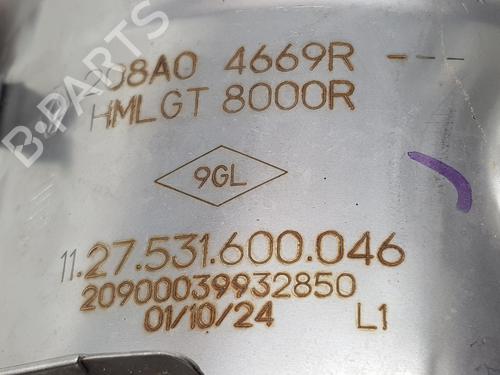 208A0 4669R ---
HMLGT 8000R
9GL
11.27.531.600.046
20900039932850
01/10/24 L1
B-PARTS